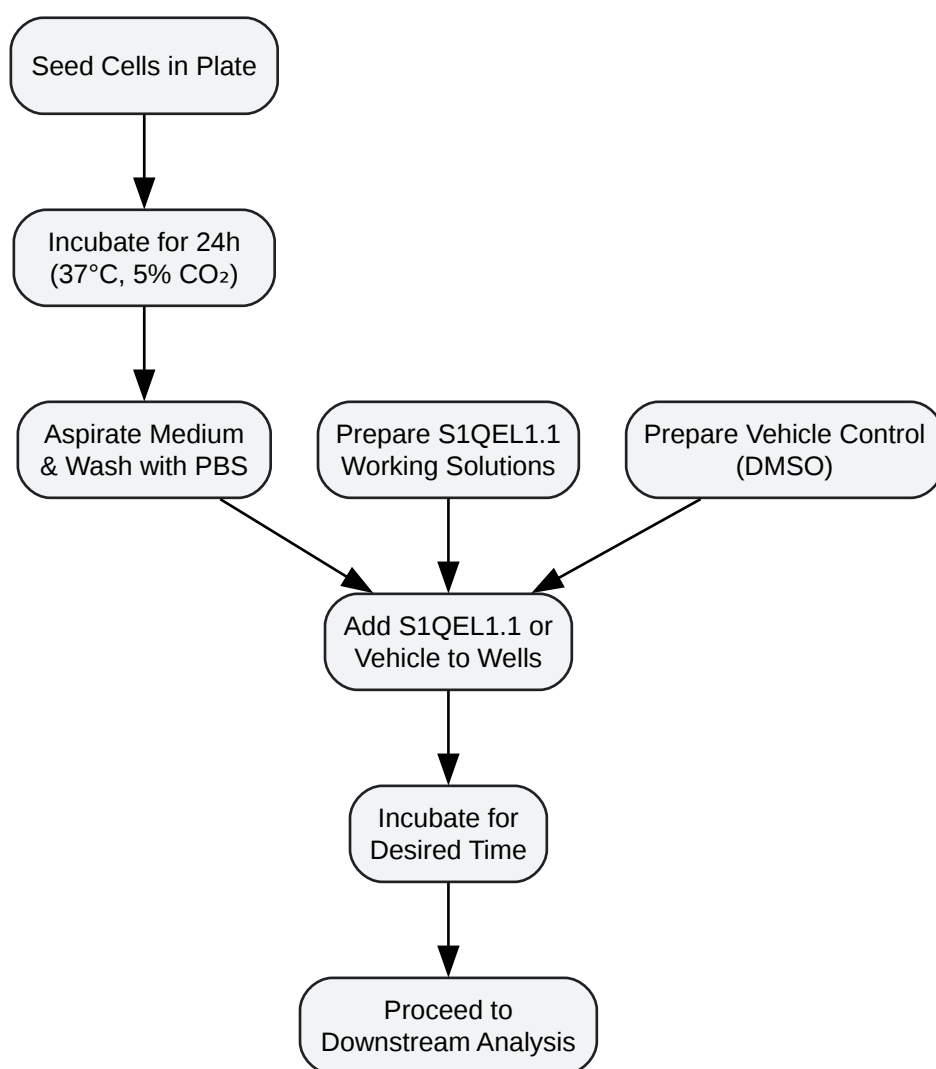 Seed Cells in Plate
Incubate for 24h
(37°C, 5% CO₂)
Aspirate Medium
& Wash with PBS
Prepare S1QEL1.1
Working Solutions
Prepare Vehicle Control
(DMSO)
Add S1QEL1.1 or
Vehicle to Wells
Incubate for
Desired Time
Proceed to
Downstream Analysis